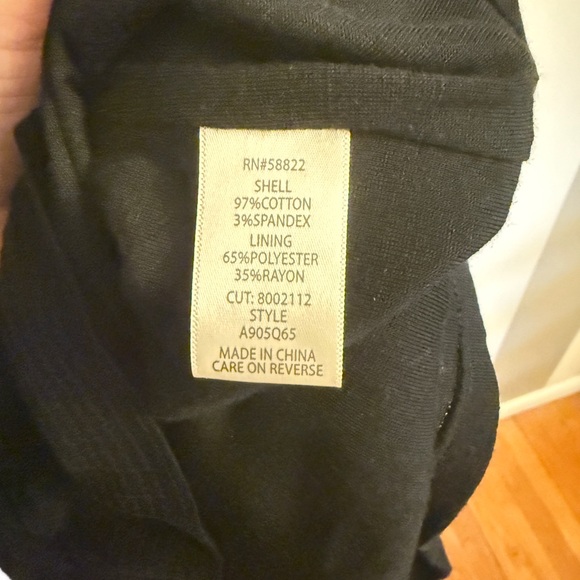 RN#58822
SHELL
97%COTTON
3%SPANDEX
LINING
65%POLYESTER
35%RAYON
CUT: 8002112
STYLE
A905Q65
MADE IN CHINA
CARE ON REVERSE